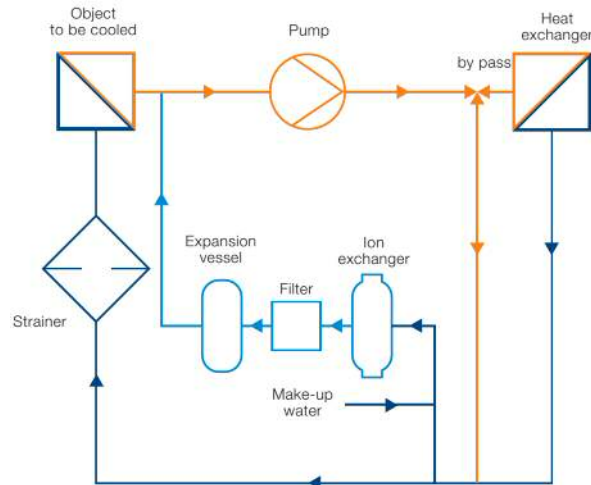 Object
to be cooled
Pump
Heat
exchanger
by pass
Expansion
vessel
Filter
Ion
exchanger
Strainer
Make-up
water